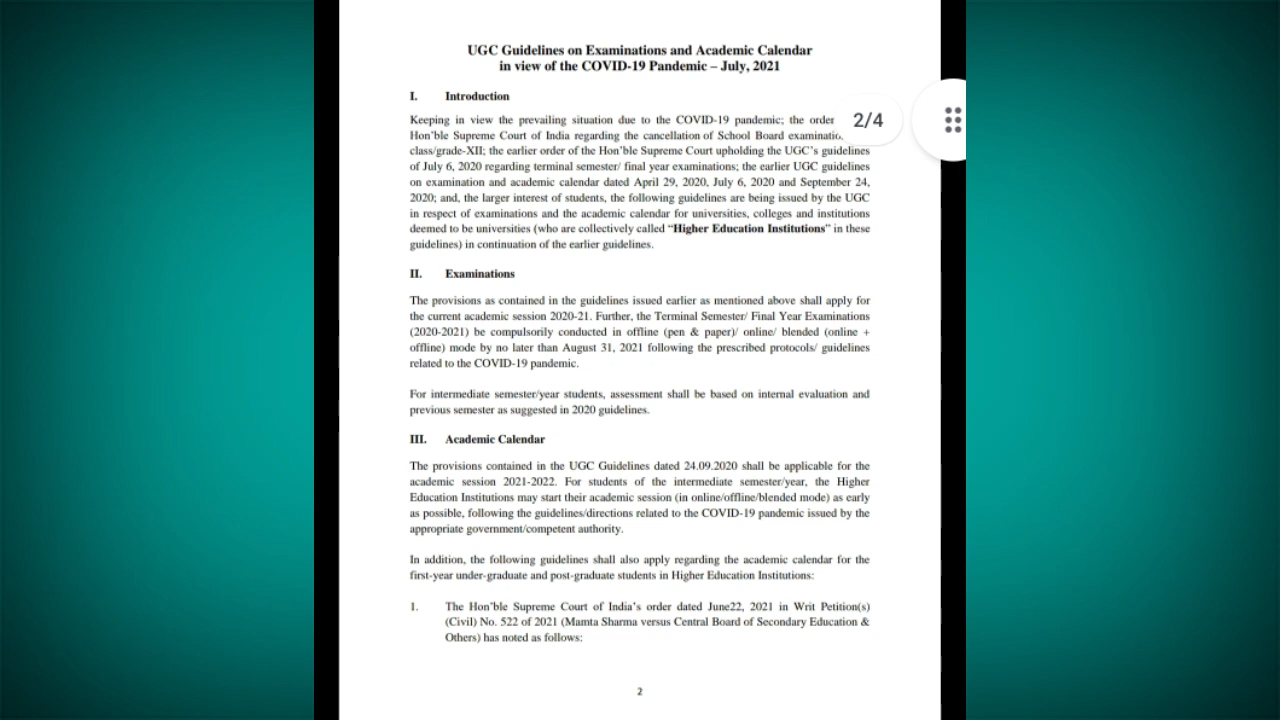 UGC Guidelines on Examinations and Academic Calendar
in view of the COVID-19 Pandemic – July, 2021
I. Introduction
Keeping in view the prevailing situation due to the COVID-19 pandemic; the order
Hon'ble Supreme Court of India regarding the cancellation of School Board
class/grade-XII; the earlier order of the Hon'ble Supreme Court upholding the UGC's guidelines
of July 6, 2020 regarding terminal semester/ final year examinations; the earlier UGC guidelines
on examination and academic calendar dated April 29, 2020, July 6, 2020 and September 24,
2020; and, the larger interest of students, the following guidelines are being issued by the UGC
in respect of examinations and the academic calendar for universities, colleges and institutions
deemed to be universities (who are collectively called "Higher Education Institutions" in these
guidelines) in continuation of the earlier guidelines.
2/4
II. Examinations
The provisions as contained in the guidelines issued earlier as mentioned above shall apply for
the current academic session 2020-21. Further, the Terminal Semester/ Final Year Examinations
(2020-2021) be compulsorily conducted in offline (pen & paper)/ online/ blended (online +
offline) mode by no later than August 31, 2021 following the prescribed protocols/ guidelines
related to the COVID-19 pandemic.
For intermediate semester/year students, assessment shall be based on internal evaluation and
previous semester as suggested in 2020 guidelines.
III. Academic Calendar
The provisions contained in the UGC Guidelines dated 24.09.2020 shall be applicable for the
academic session 2021-2022. For students of the intermediate semester/year, the Higher
Education Institutions may start their academic session (in online/offline/blended mode) as early
as possible, following the guidelines/directions related to the COVID-19 pandemic issued by the
appropriate government/competent authority.
In addition, the following guidelines shall also apply regarding the academic calendar for the
first-year under-graduate and post-graduate students in Higher Education Institutions:
1. The Hon'ble Supreme Court of India's order dated June22, 2021 in Writ Petition(s)
(Civil) No. 522 of 2021 (Mamta Sharma versus Central Board of Secondary Education &
Others) has noted as follows:
2